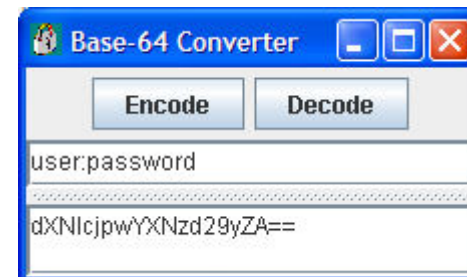 Base-64 Converter
Encode Decode
user:password
dXNlcjpwYXNzd29yZA==